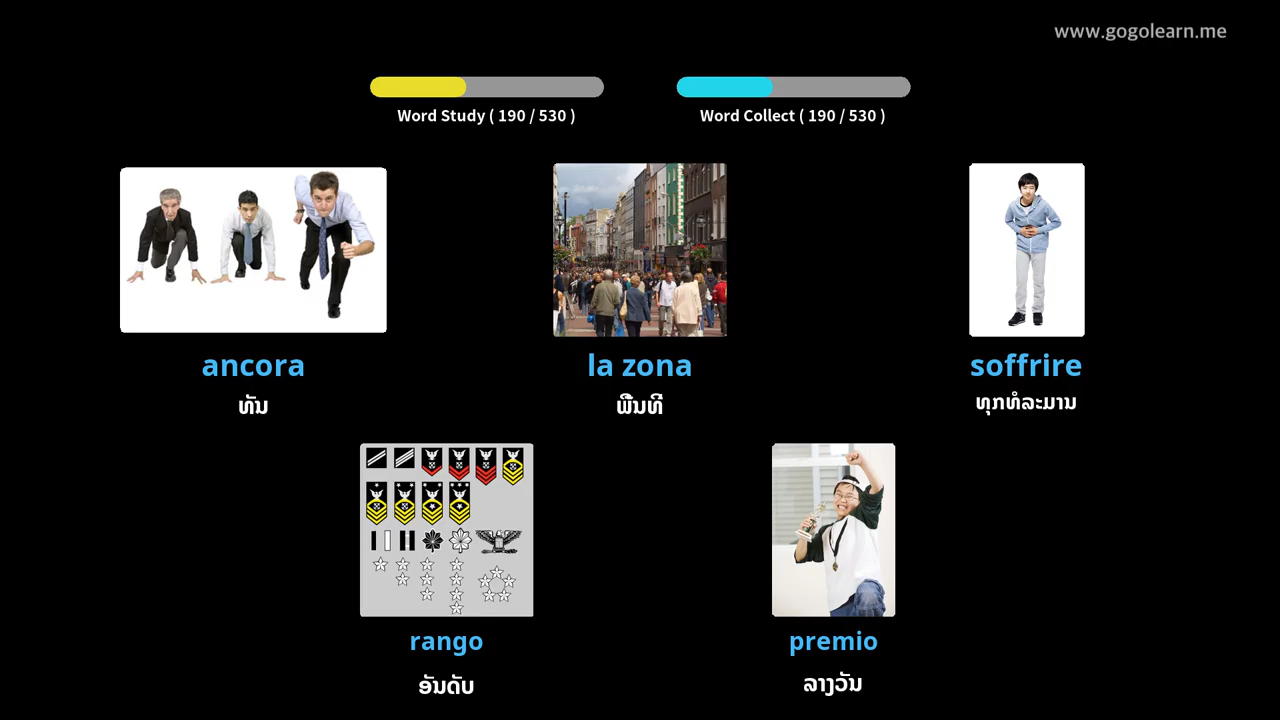 www.gogolearn.me
Word Study ( 190 / 530 )
Word Collect ( 190 / 530 )
ancora
la zona
soffrire
ທັນ
ພື້ນທີ່
ທຸກທໍລະມານ
rango
premio
ອັນດັບ
ລາງວັນ